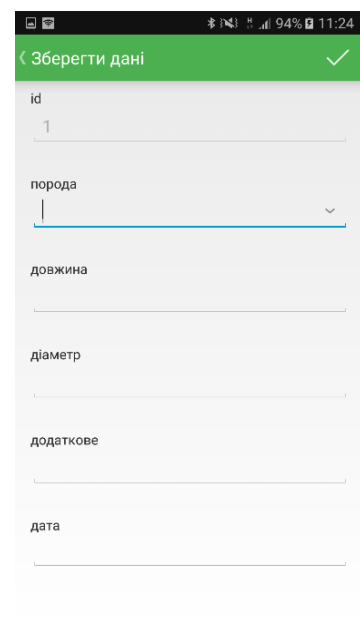 94% 11:24
Зберегти дані
id
1
порода
довжина
діаметр
додаткове
дата